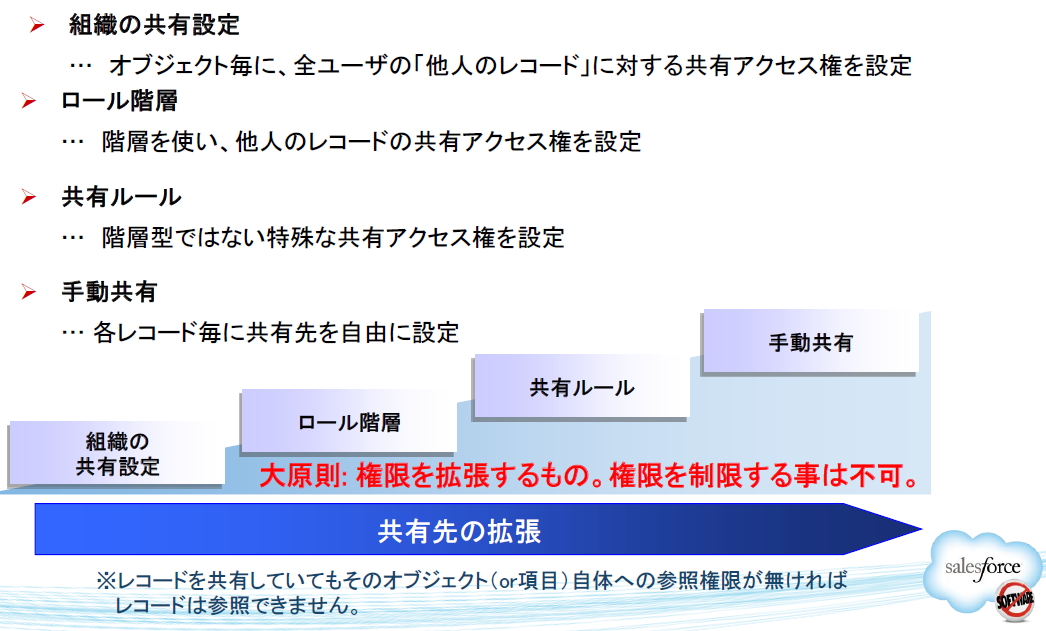 組織の共有設定
… オブジェクト毎に、全ユーザの「他人のレコード」に対する共有アクセス権を設定
ロール階層
… 階層を使い、他人のレコードの共有アクセス権を設定
共有ルール
… 階層型ではない特殊な共有アクセス権を設定
手動共有
… 各レコード毎に共有先を自由に設定
手動共有
共有ルール
ロール階層
組織の
共有設定
大原則: 権限を拡張するもの。権限を制限する事は不可。
共有先の拡張
※レコードを共有していてもそのオブジェクト（or項目）自体への参照権限が無ければ
レコードは参照できません。
salesforce
SOFTWARE